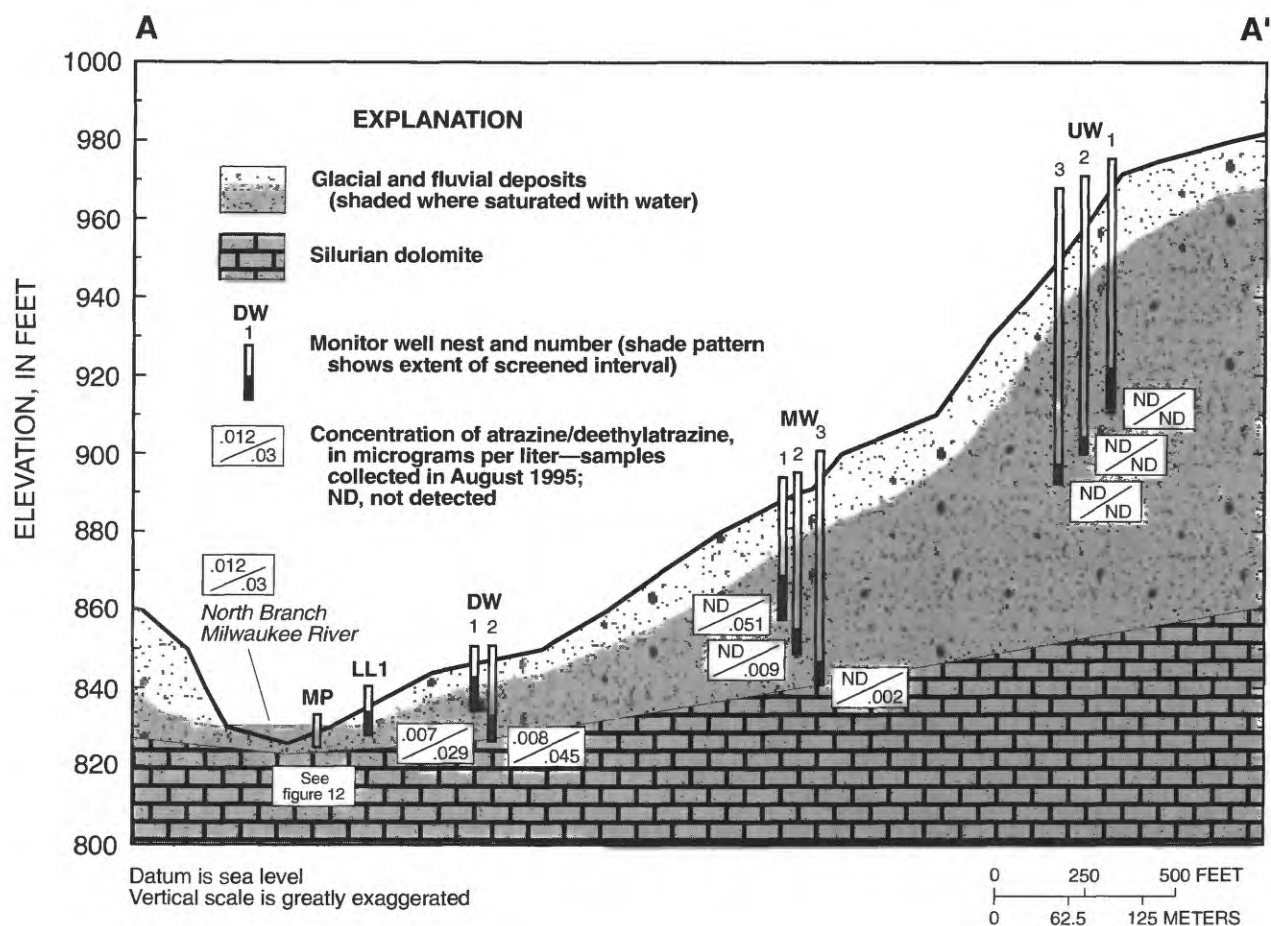 A
A'
ELEVATION, IN FEET
1000
980
960
940
920
900
880
860
840
820
800
EXPLANATION
Glacial and fluvial deposits
(shaded where saturated with water)
Silurian dolomite
DW
1
Monitor well nest and number (shade pattern
shows extent of screened interval)
.012
.03
Concentration of atrazine/deethylatrazine,
in micrograms per liter—samples
collected in August 1995;
ND, not detected
.012
.03
North Branch
Milwaukee River
MP
See
figure 12
LL1
DW
1 2
.007
.029
.008
.045
MW
1 2 3
ND
.051
ND
.009
ND
.002
UW
3 2 1
ND
ND
ND
ND
ND
ND
Datum is sea level
Vertical scale is greatly exaggerated
0 250 500 FEET
0 62.5 125 METERS